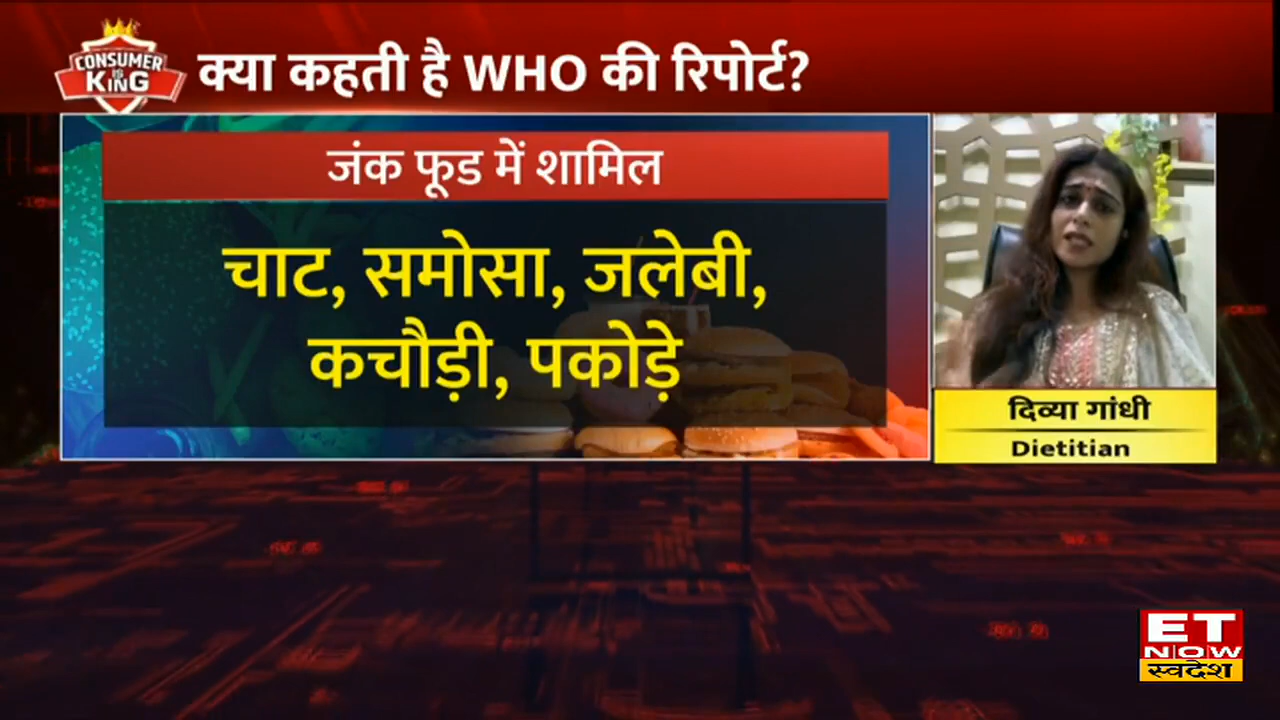 CONSUMER
IS
KING
क्या कहती है WHO की रिपोर्ट?
जंक फूड में शामिल
चाट, समोसा, जलेबी,
कचौड़ी, पकोड़े
दिव्या गांधी
Dietitian
ET
NOW
स्वदेश